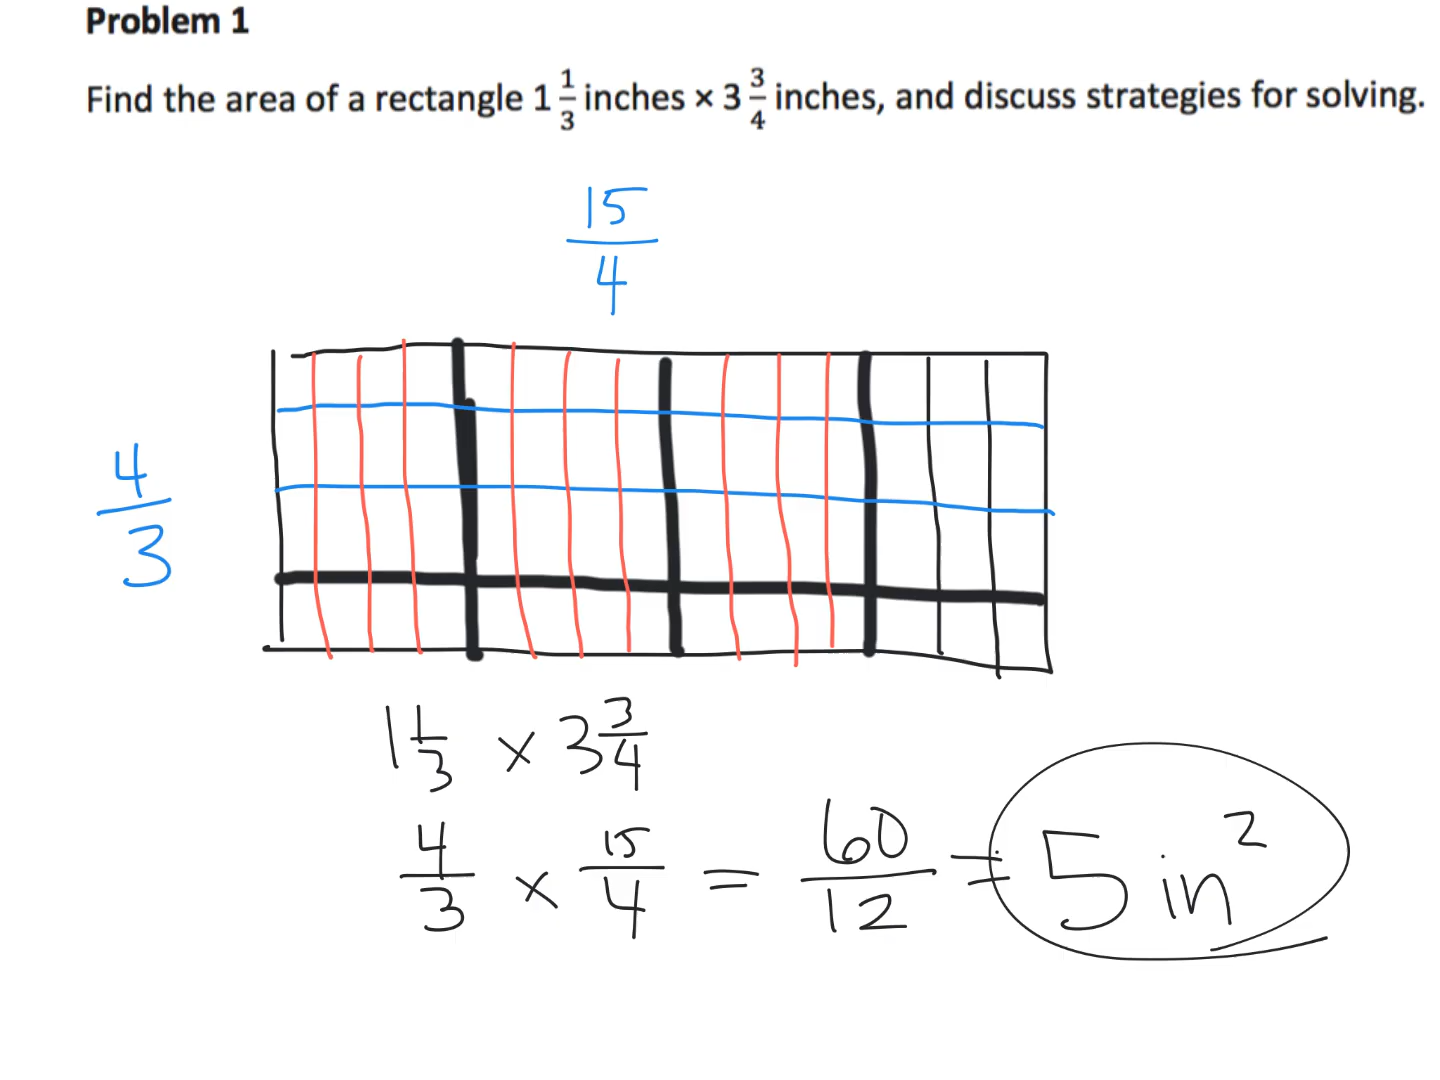 Problem 1
Find the area of a rectangle 1 1/3 inches × 3 3/4 inches, and discuss strategies for solving.
15/4
4/3
1 1/3 × 3 3/4
4/3 × 15/4 = 60/12 = 5 in²